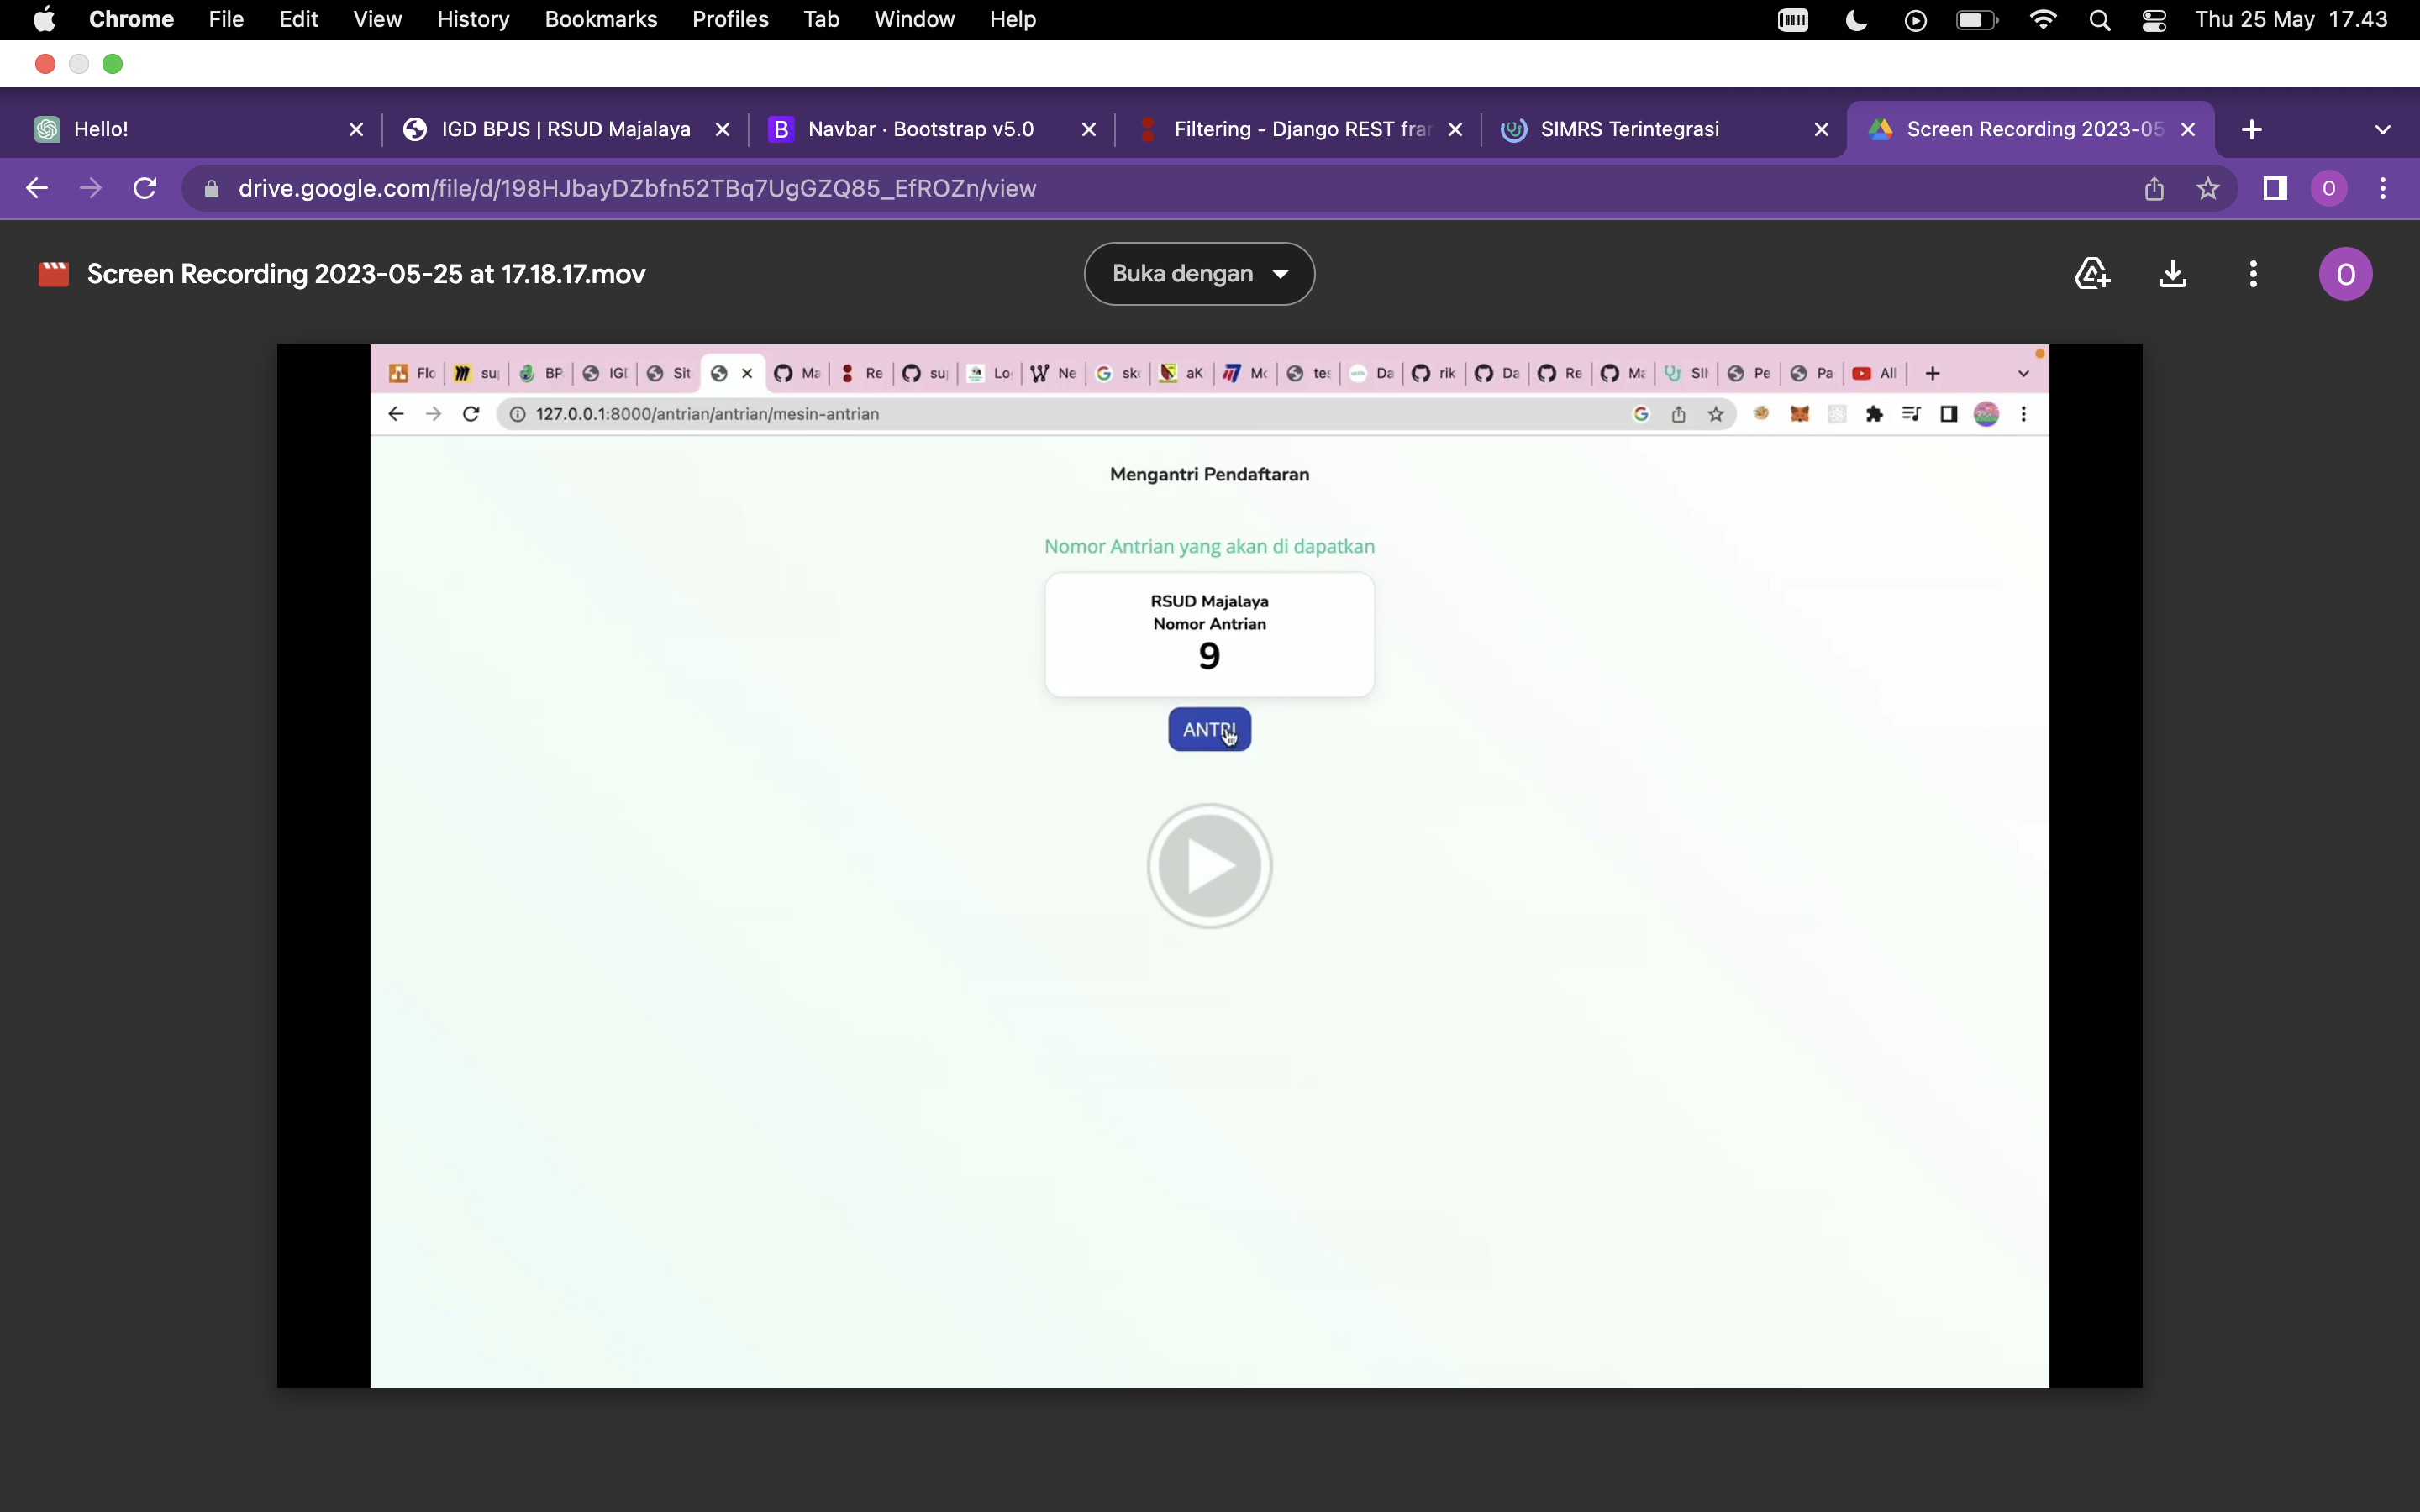 Chrome File Edit View History Bookmarks Profiles Tab Window Help Thu 25 May 17.43
Hello! IGD BPJS | RSUD Majalaya Navbar · Bootstrap v5.0 Filtering - Django REST fra SIMRS Terintegrasi Screen Recording 2023-05
drive.google.com/file/d/198HJbayDZbfn52TBq7UgGZQ85_EfROZn/view O
Screen Recording 2023-05-25 at 17.18.17.mov Buka dengan O
Flo su BP IGI Sit Ma Re su Lo Ne sk aK Mc tes Da rik Da Re Ma SI Pe Pa All
127.0.0.1:8000/antrian/antrian/mesin-antrian
Mengantri Pendaftaran
Nomor Antrian yang akan di dapatkan
RSUD Majalaya
Nomor Antrian
9
ANTRI